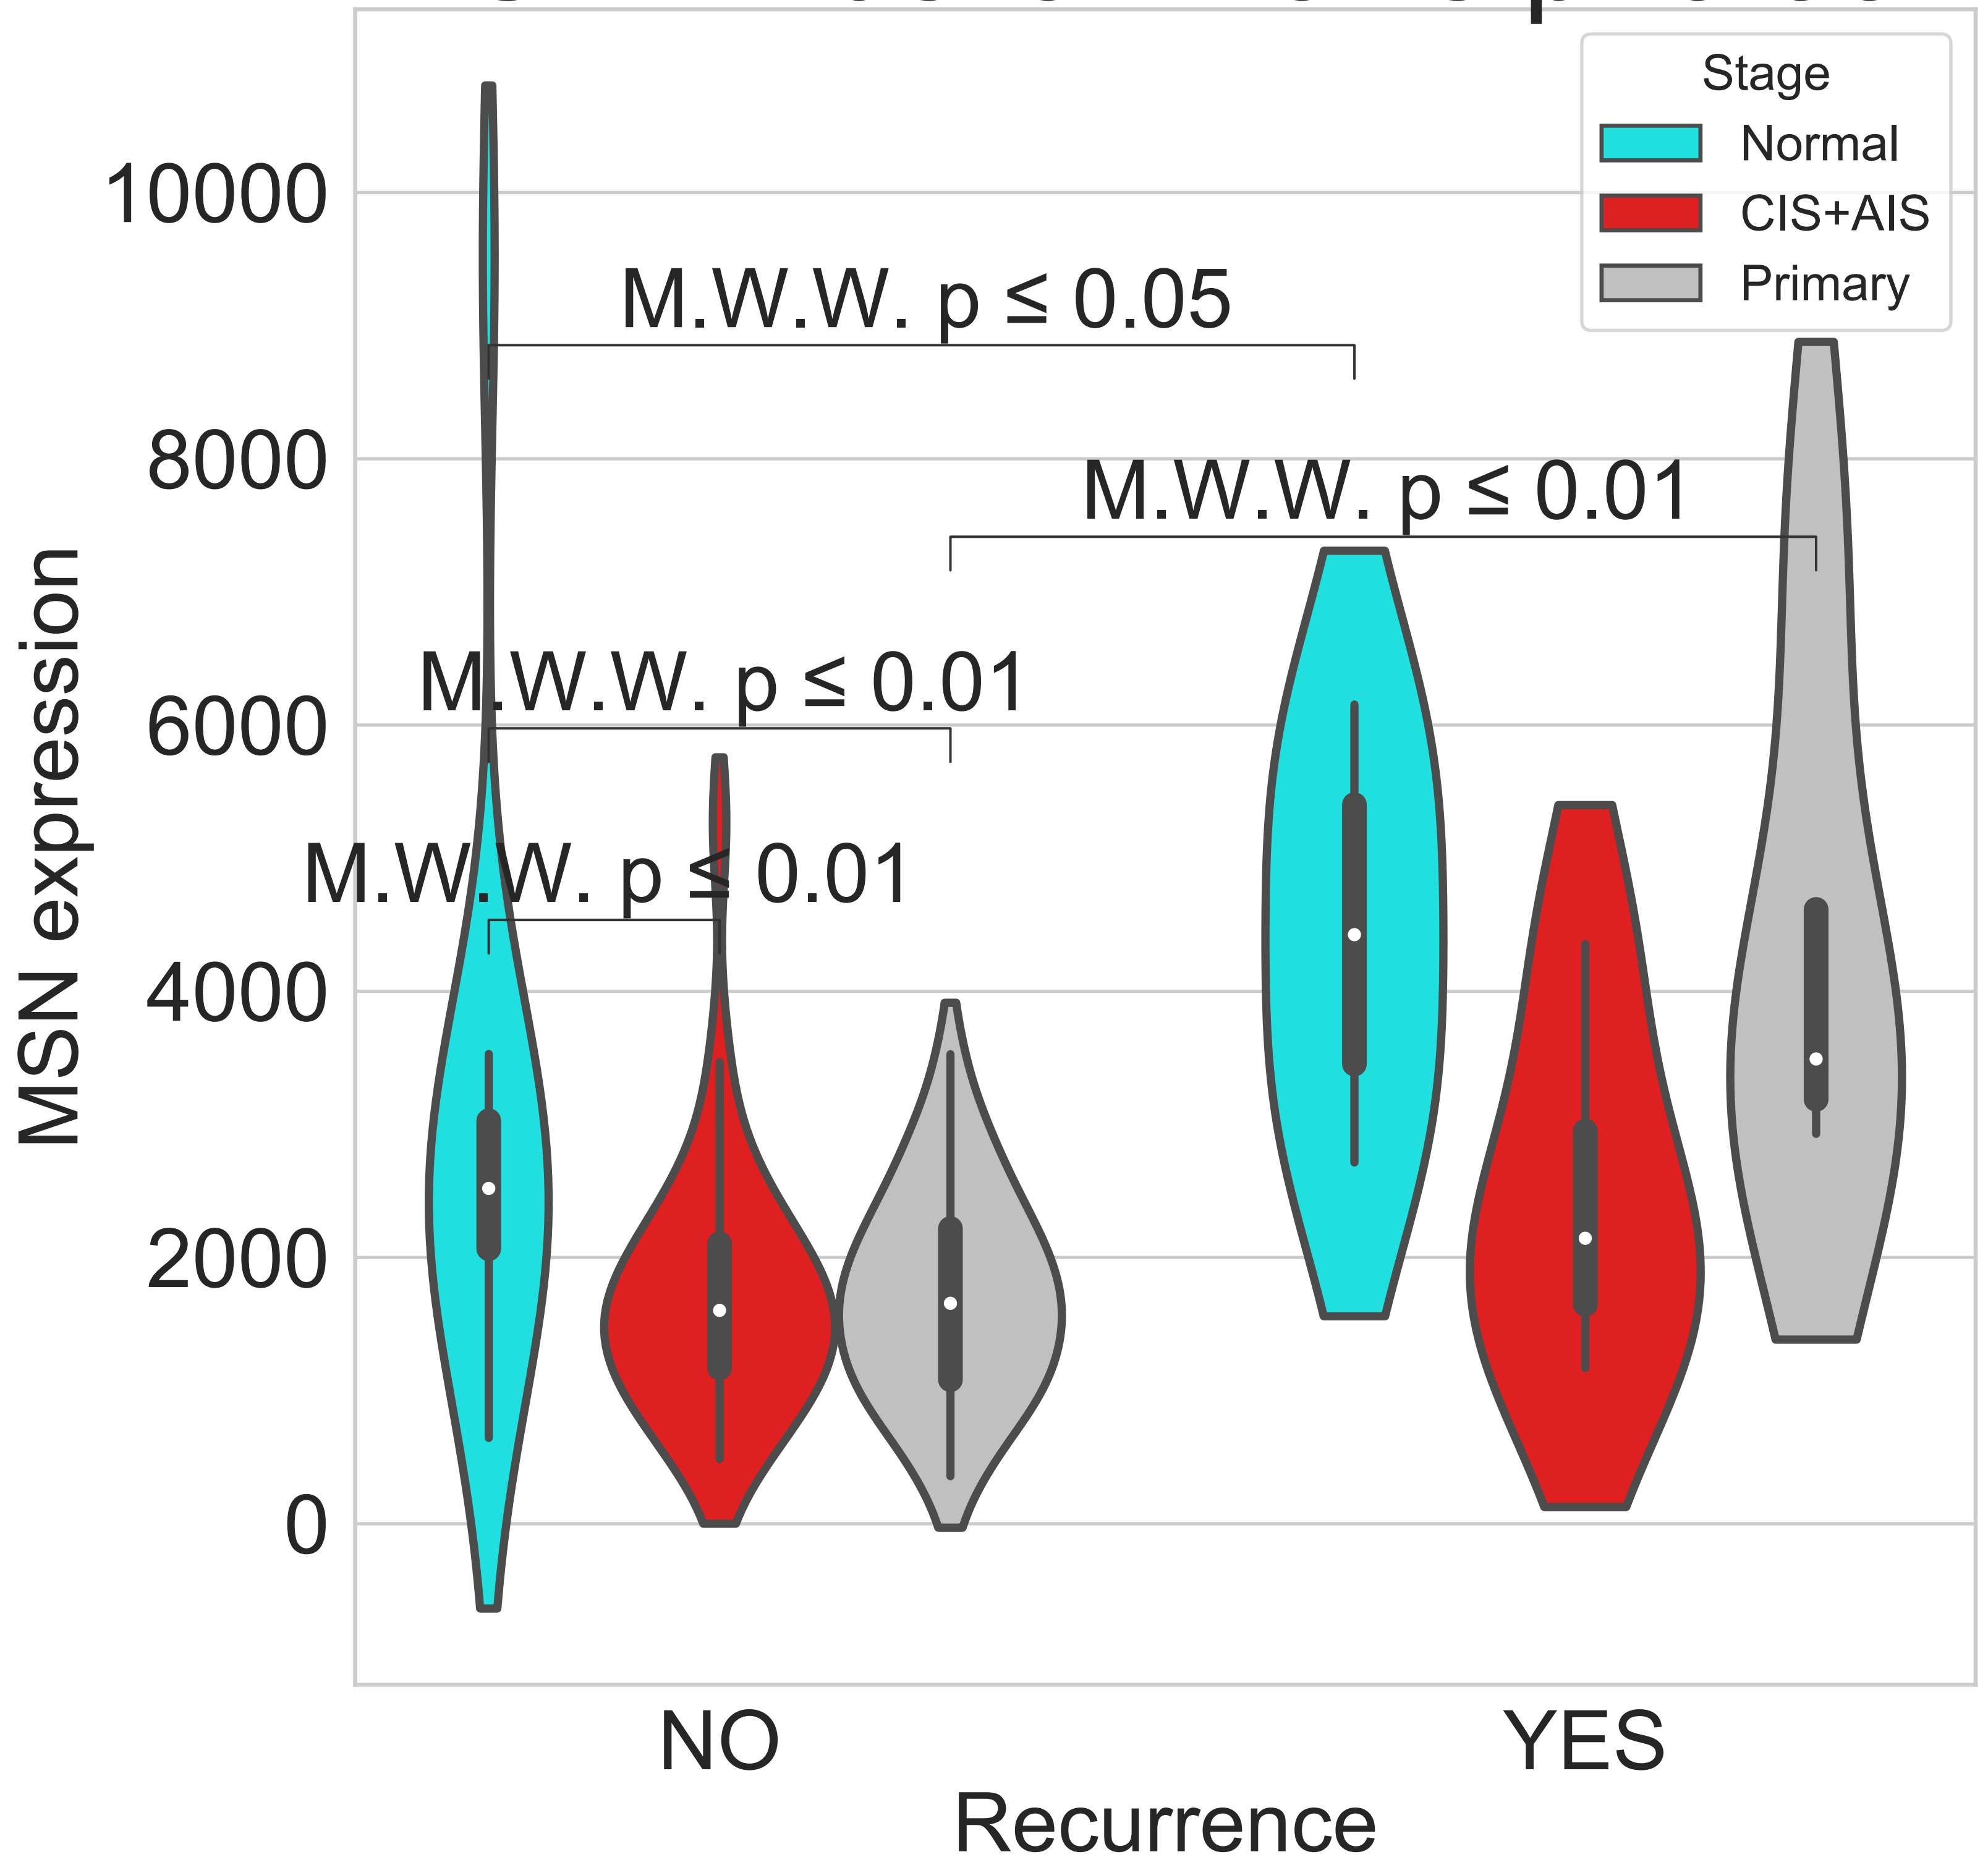 Stage
Normal
CIS+AIS
Primary
10000
8000
6000
4000
2000
0
MSN expression
M.W.W. p ≤ 0.05
M.W.W. p ≤ 0.01
M.W.W. p ≤ 0.01
M.W.W. p ≤ 0.01
NO
YES
Recurrence